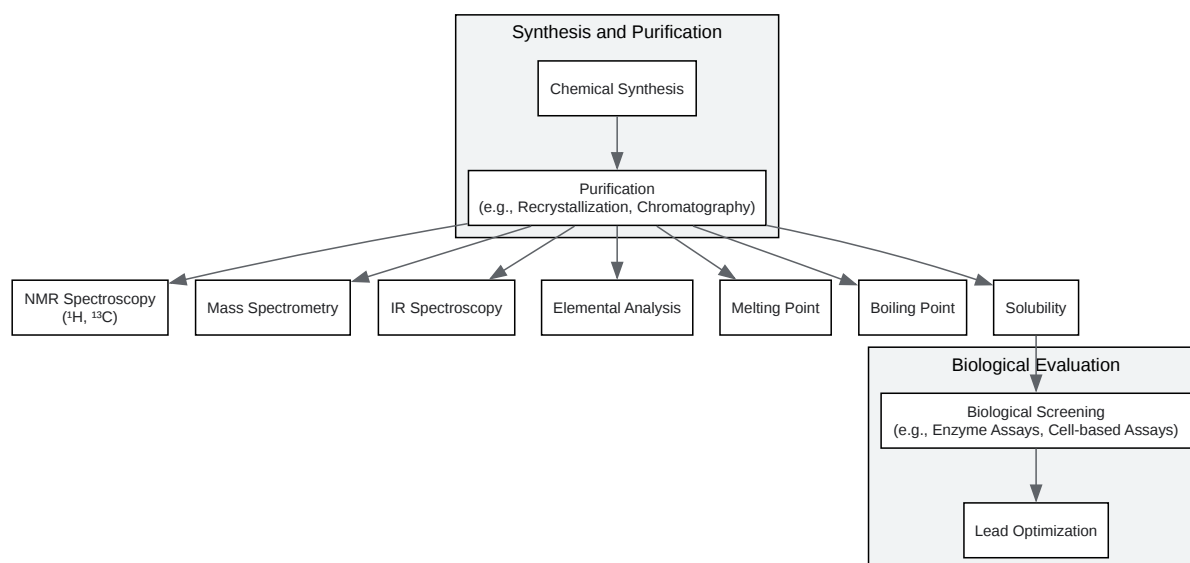 Synthesis and Purification
Chemical Synthesis
Purification
(e.g., Recrystallization, Chromatography)
NMR Spectroscopy
(¹H, ¹³C)
Mass Spectrometry
IR Spectroscopy
Elemental Analysis
Melting Point
Boiling Point
Solubility
Biological Evaluation
Biological Screening
(e.g., Enzyme Assays, Cell-based Assays)
Lead Optimization